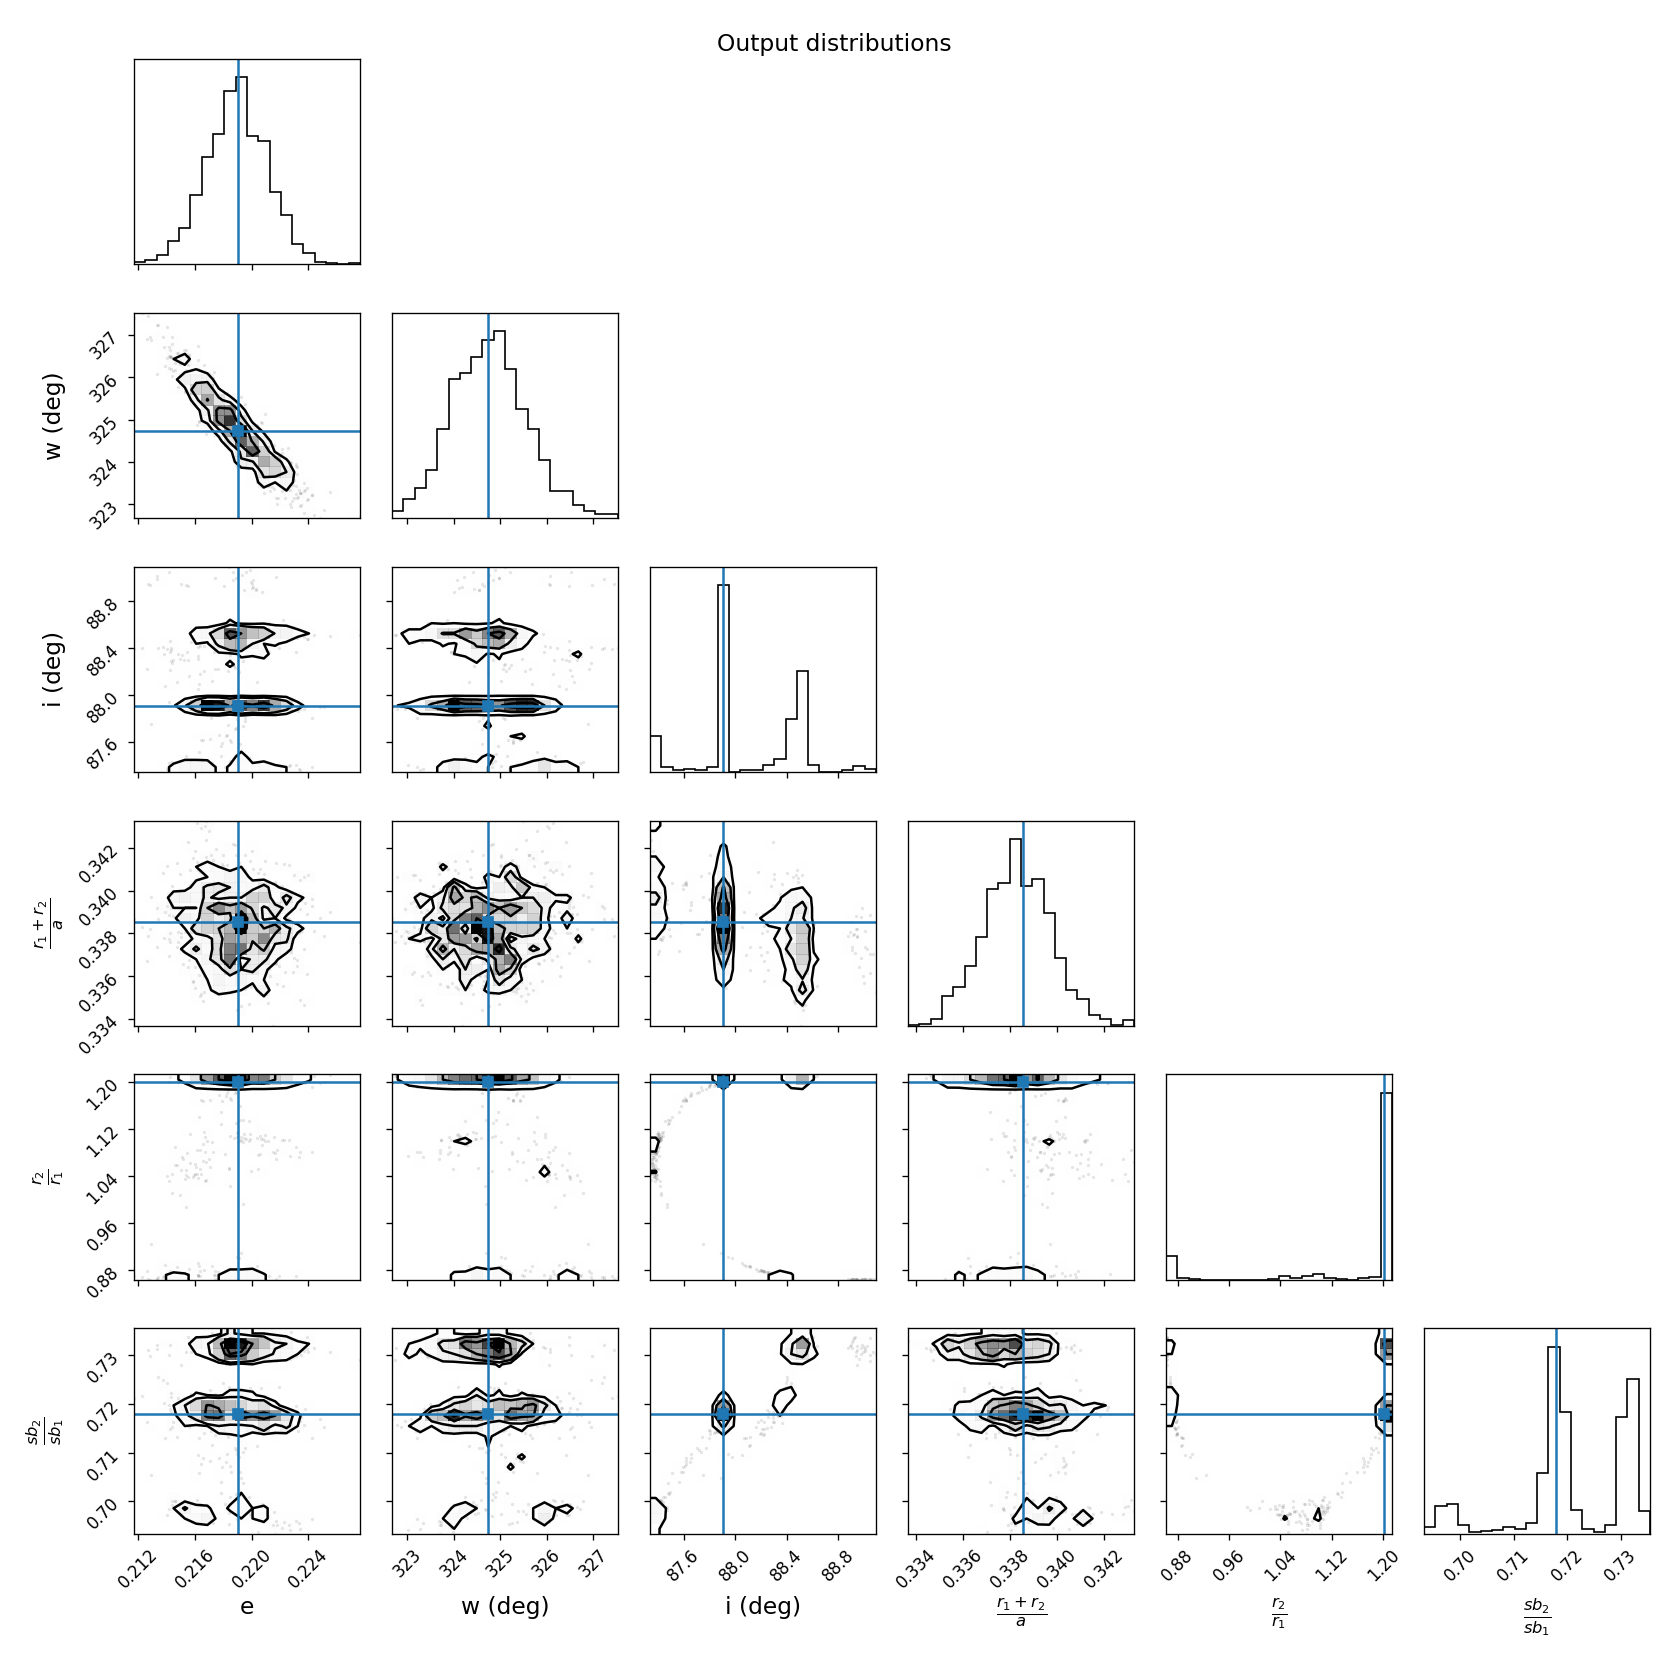 Output distributions
327
326
325
324
323
w (deg)
88.8
88.4
88.0
87.6
i (deg)
0.342
0.340
0.338
0.336
0.334
r₁ + r₂
a
1.20
1.12
1.04
0.96
0.88
r₂
r₁
0.73
0.72
0.71
0.70
sb₂
sb₁
0.212 0.216 0.220 0.224
323 324 325 326 327
87.6 88.0 88.4 88.8
0.334 0.336 0.338 0.340 0.342
0.88 0.96 1.04 1.12 1.20
0.70 0.71 0.72 0.73
e
w (deg)
i (deg)
r₁ + r₂
a
r₂
r₁
sb₂
sb₁